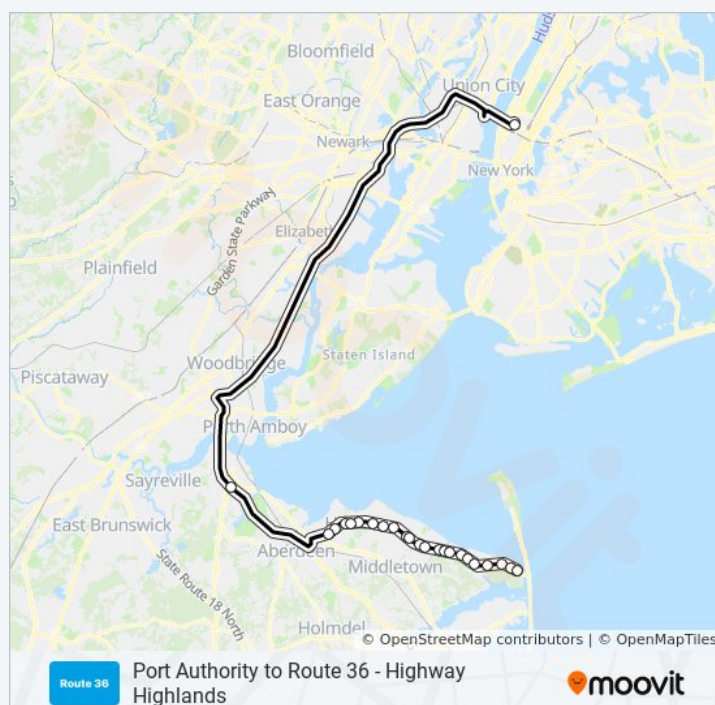 Hud
Bloomfield
Union City
East Orange
Newark
New York
Garden State Parkway
Elizabeth
Plainfield
Staten Island
Woodbridge
Piscataway
Perth Amboy
Sayreville
East Brunswick
Aberdeen
Middletown
State Route 18 North
Holmdel
© OpenStreetMap contributors | © OpenMapTiles
Route 36
Port Authority to Route 36 - Highway
Highlands
moovit